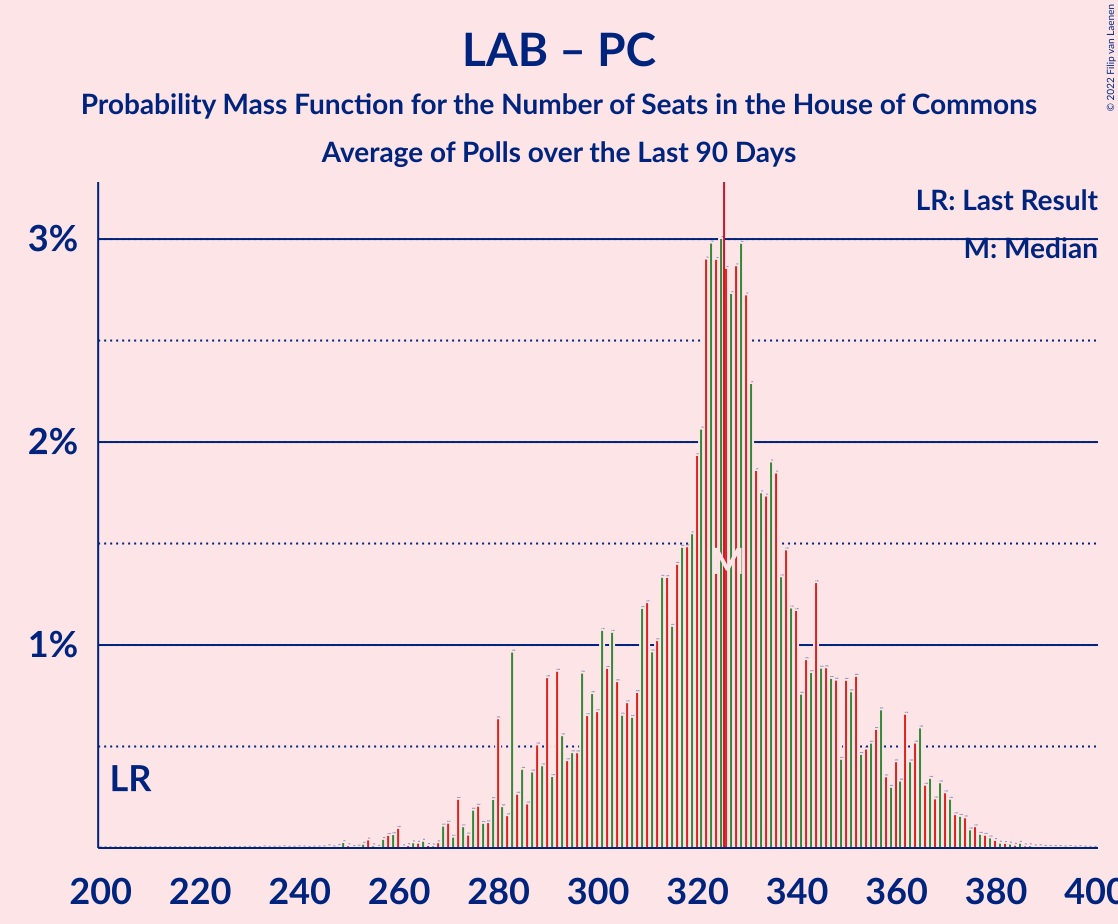 LAB – PC
Probability Mass Function for the Number of Seats in the House of Commons
Average of Polls over the Last 90 Days
© 2022 Filip van Laenen
LR: Last Result
M: Median
3%
2%
1%
LR
M
200 220 240 260 280 300 320 340 360 380 400